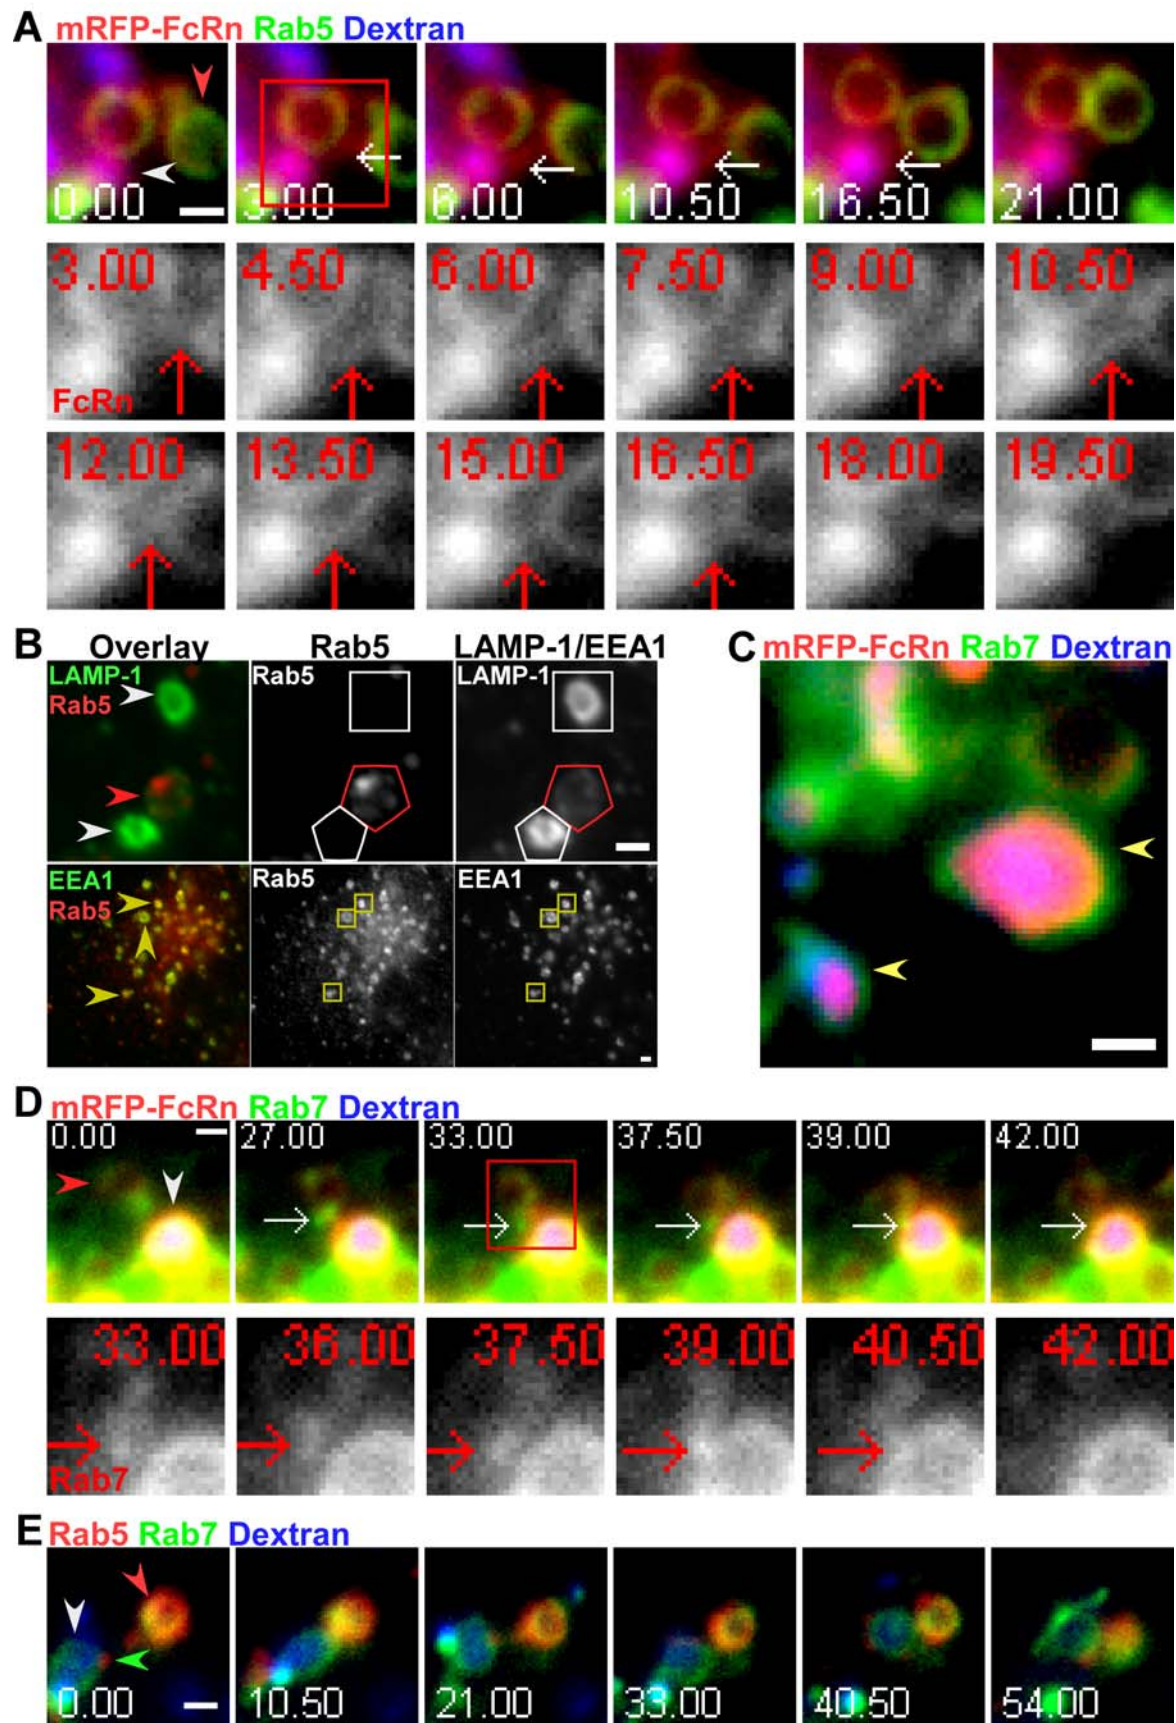 A mRFP-FcRn Rab5 Dextran
0.00 3.00 6.00 10.50 16.50 21.00
3.00 4.50 6.00 7.50 9.00 10.50
FcRn
12.00 13.50 15.00 16.50 18.00 19.50
B Overlay Rab5 LAMP-1/EEA1
LAMP-1 Rab5 LAMP-1
Rab5
EEA1 Rab5 EEA1
Rab5
C mRFP-FcRn Rab7 Dextran
D mRFP-FcRn Rab7 Dextran
0.00 27.00 33.00 37.50 39.00 42.00
33.00 36.00 37.50 39.00 40.50 42.00
Rab7
E Rab5 Rab7 Dextran
0.00 10.50 21.00 33.00 40.50 54.00